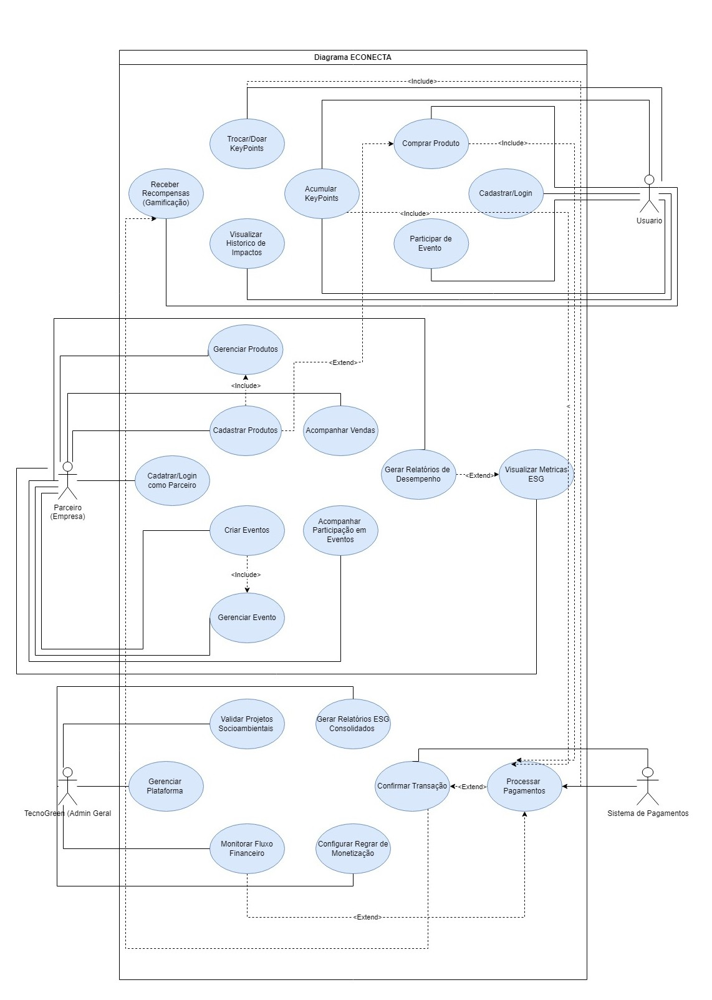 Diagrama ECONECTA
<Include>
Trocar/Doar
KeyPoints
Comprar Produto
<Include>
Receber
Recompensas
(Gamificação)
Acumular
KeyPoints
Cadastrar/Login
Usuario
<Include>
Visualizar
Historico de
Impactos
Participar de
Evento
Gerenciar Produtos
<Extend>
<Include>
<
Cadastrar Produtos
Acompanhar Vendas
Gerar Relatórios de
Desempenho
<Extend>
Visualizar Metricas
ESG
Cadatrar/Login
como Parceiro
Parceiro
(Empresa)
Criar Eventos
Acompanhar
Participação em
Eventos
<Include>
Gerenciar Evento
Validar Projetos
Socioambientais
Gerar Relatórios ESG
Consolidados
Gerenciar
Plataforma
Confirmar Transação
<Extend>
Processar
Pagamentos
TecnoGreen (Admin Geral
Sistema de Pagamentos
Monitorar Fluxo
Financeiro
Configurar Regrar de
Monetização
<Extend>